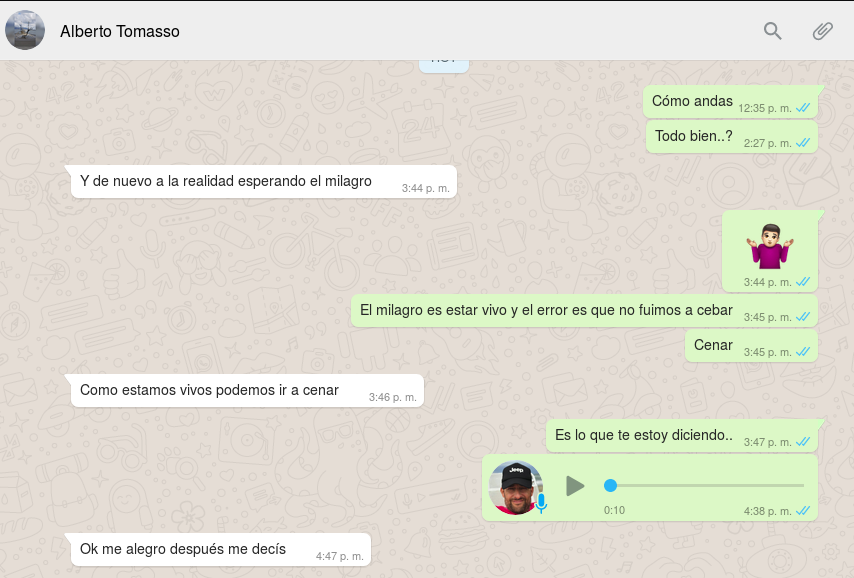 Alberto Tomasso
Cómo andas 12:35 p. m.
Todo bien..? 2:27 p. m.
Y de nuevo a la realidad esperando el milagro 3:44 p. m.
3:44 p. m.
El milagro es estar vivo y el error es que no fuimos a cebar 3:45 p. m.
Cenar 3:45 p. m.
Como estamos vivos podemos ir a cenar 3:46 p. m.
Es lo que te estoy diciendo.. 3:47 p. m.
Jeep
0:10 4:38 p. m.
Ok me alegro después me decís 4:47 p. m.